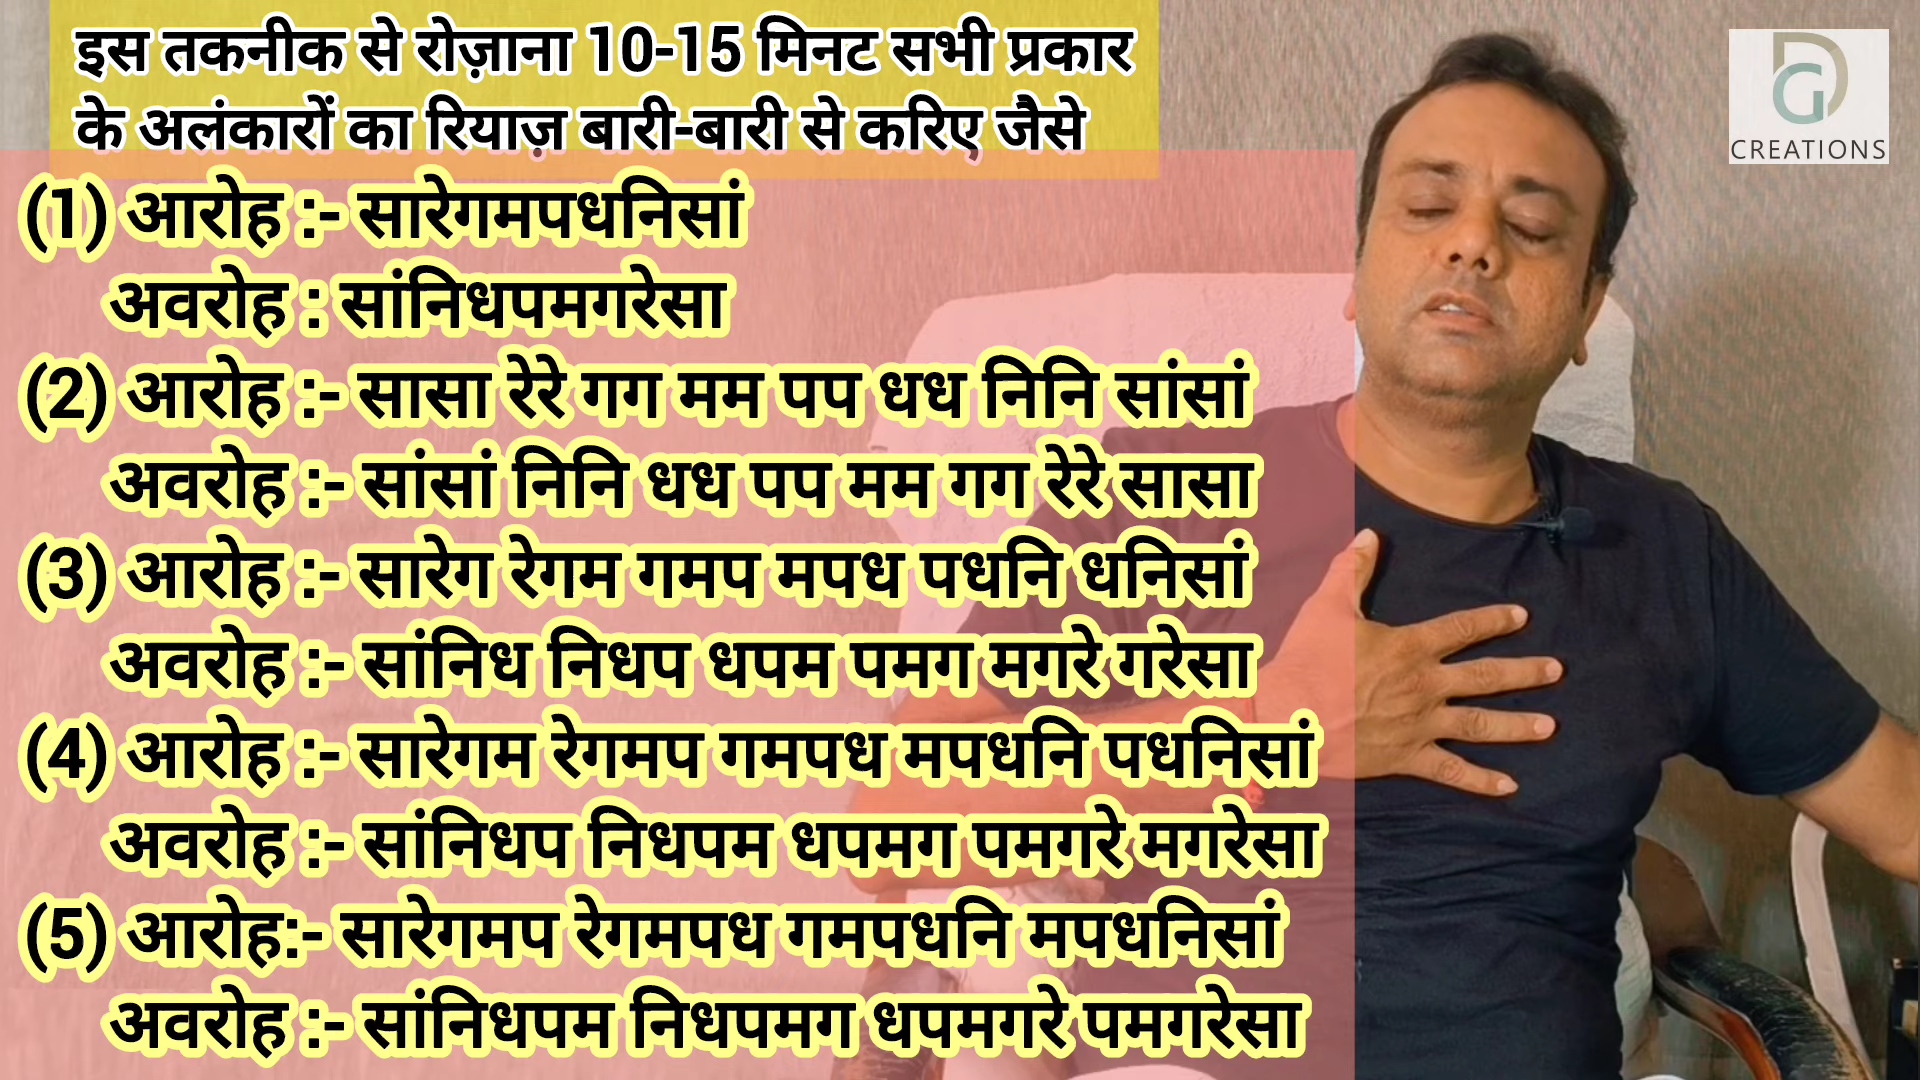 इस तकनीक से रोज़ाना 10-15 मिनट सभी प्रकार
के अलंकारों का रियाज़ बारी-बारी से करिए जैसे
(1) आरोह :- सारेगमपधनिसां
अवरोह : सांनिधपमगरेसा
(2) आरोह :- सासा रेरे गग मम पप धध निनि सांसां
अवरोह :- सांसां निनि धध पप मम गग रेरे सासा
(3) आरोह :- सारेग रेगम गमप मपध पधनि धनिसां
अवरोह :- सांनिध निधप धपम पमग मगरे गरेसा
(4) आरोह :- सारेगम रेगमप गमपध मपधनि पधनिसां
अवरोह :- सांनिधप निधपम धपमग पमगरे मगरेसा
(5) आरोह:- सारेगमप रेगमपध गमपधनि मपधनिसां
अवरोह :- सांनिधपम निधपमग धपमगरे पमगरेसा
DG
CREATIONS